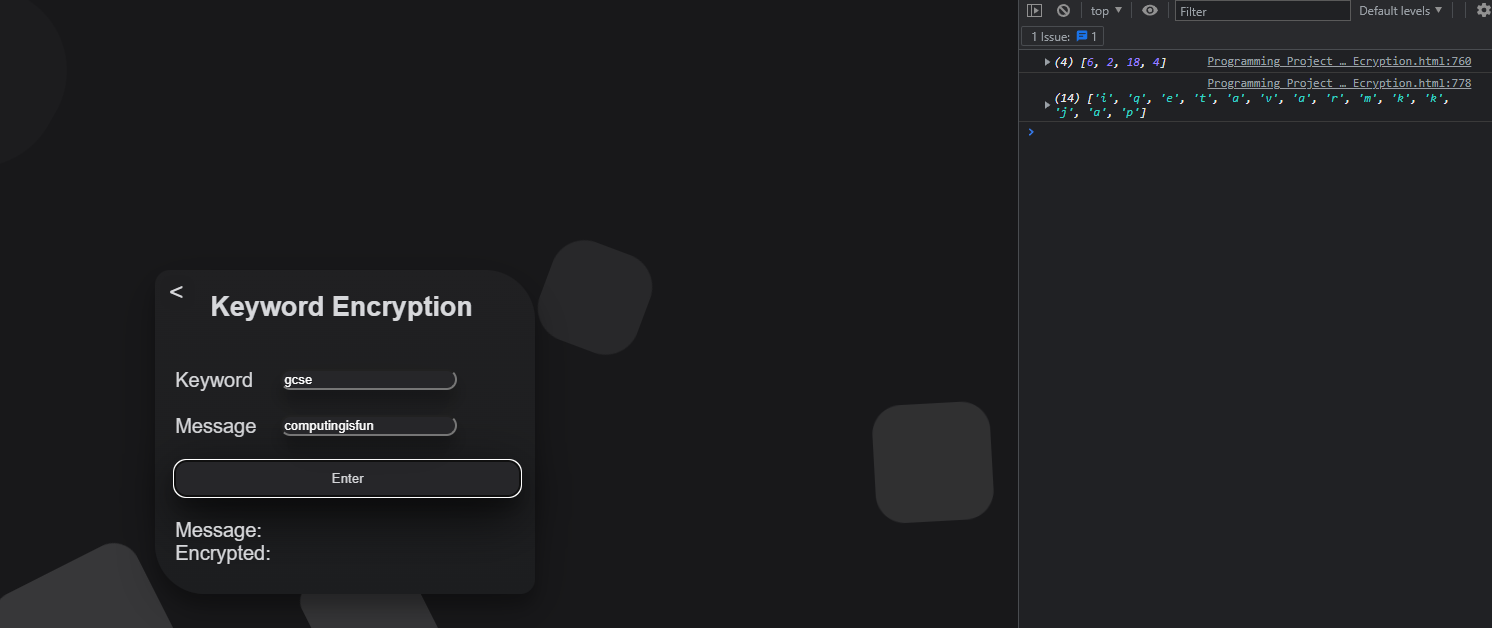 top ▼ Filter Default levels ▼
1 Issue: 1
▶ (4) [6, 2, 18, 4] Programming Project … Ecryption.html:760
Programming Project … Ecryption.html:778
▶ (14) ['i', 'q', 'e', 't', 'a', 'v', 'a', 'r', 'm', 'k', 'k',
'j', 'a', 'p']
>
<
Keyword Encryption
Keyword gcse
Message computingisfun
Enter
Message:
Encrypted: